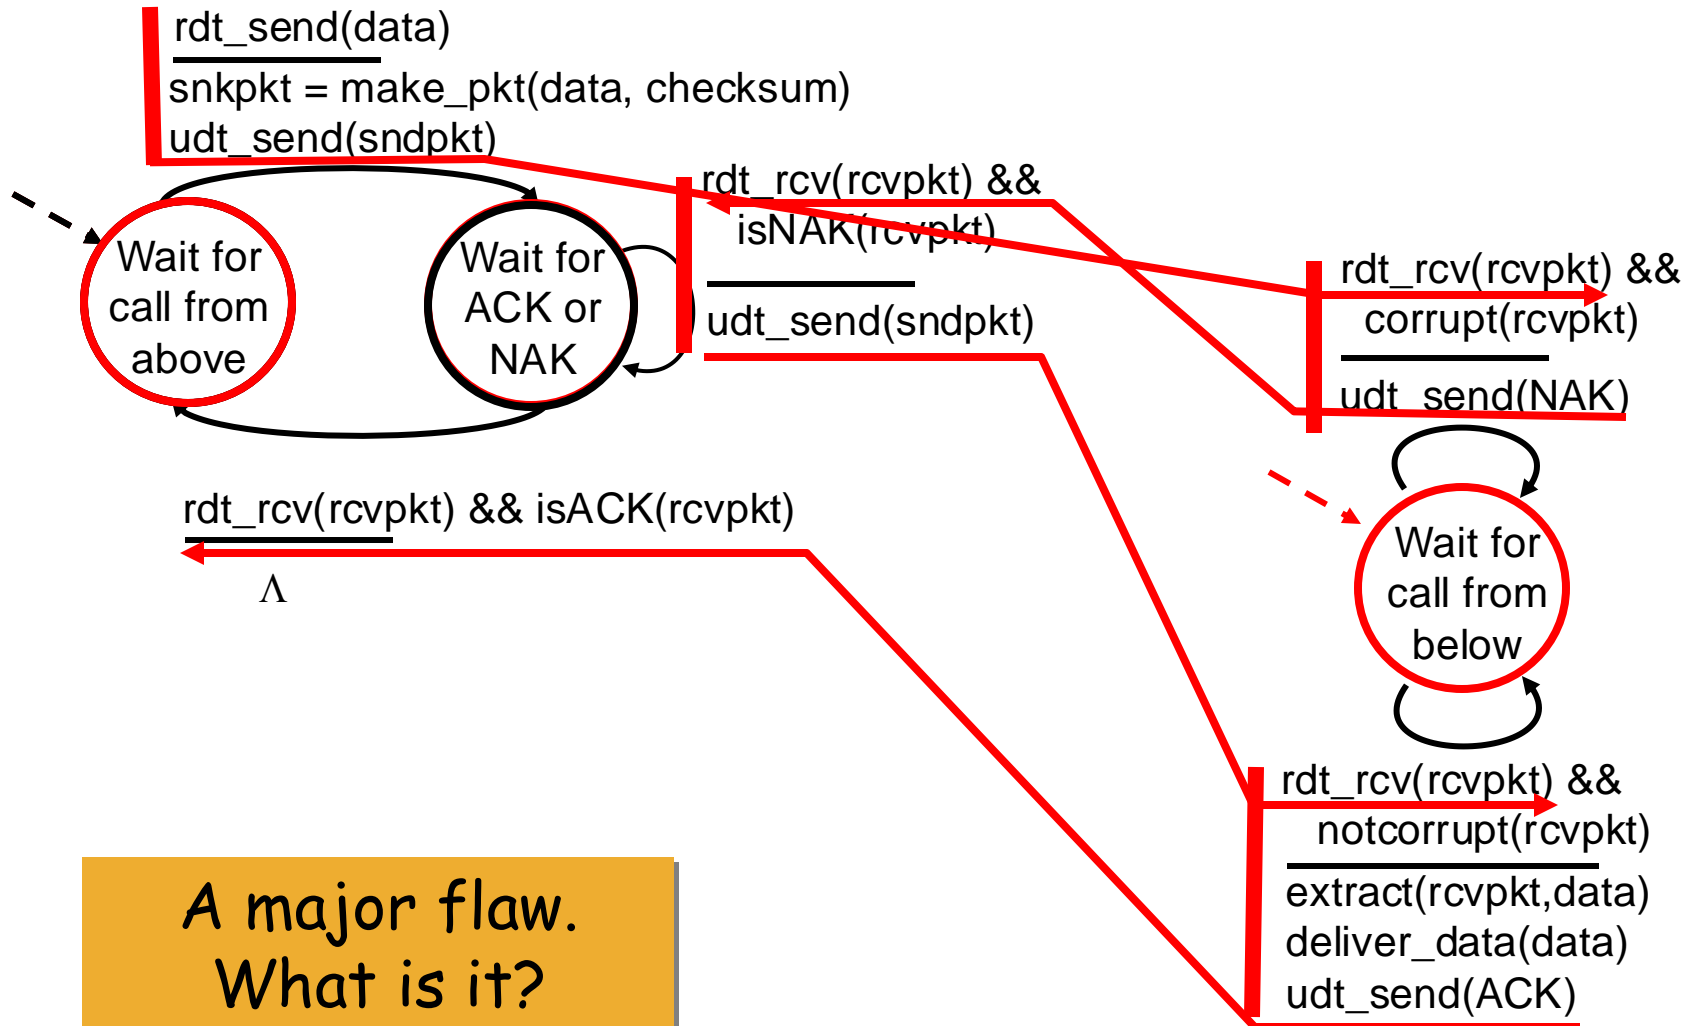 rdt_send(data)
snkpkt = make_pkt(data, checksum)
udt_send(sndpkt)
rdt_rcv(rcvpkt) &&
isNAK(rcvpkt)
udt_send(sndpkt)
Wait for
call from
above
Wait for
ACK or
NAK
rdt_rcv(rcvpkt) && isACK(rcvpkt)
Λ
rdt_rcv(rcvpkt) &&
corrupt(rcvpkt)
udt_send(NAK)
Wait for
call from
below
rdt_rcv(rcvpkt) &&
notcorrupt(rcvpkt)
extract(rcvpkt,data)
deliver_data(data)
udt_send(ACK)
A major flaw.
What is it?